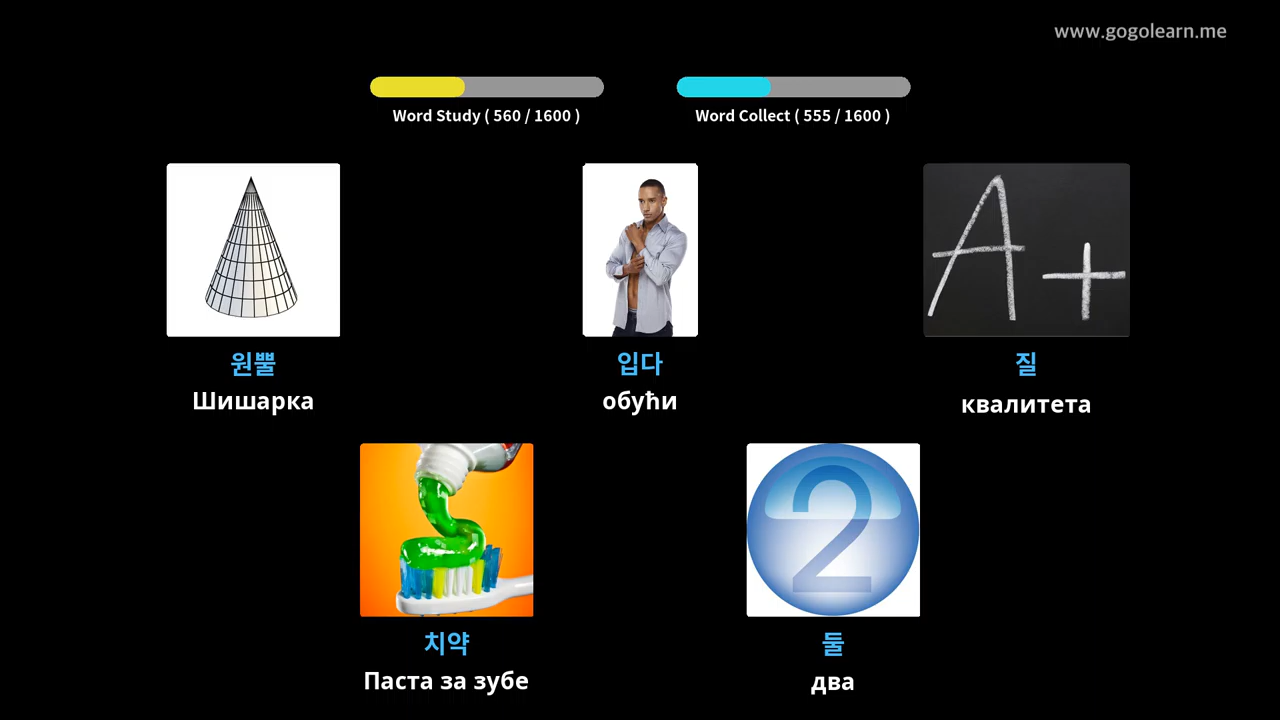 www.gogolearn.me
Word Study ( 560 / 1600 )
Word Collect ( 555 / 1600 )
A+
원뿔
Шишарка
입다
обући
질
квалитета
2
치약
Паста за зубе
둘
два